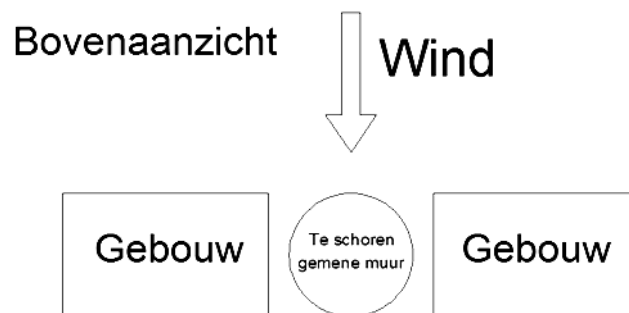 Bovenaanzicht
Wind
Gebouw
Te schoren
gemene muur
Gebouw